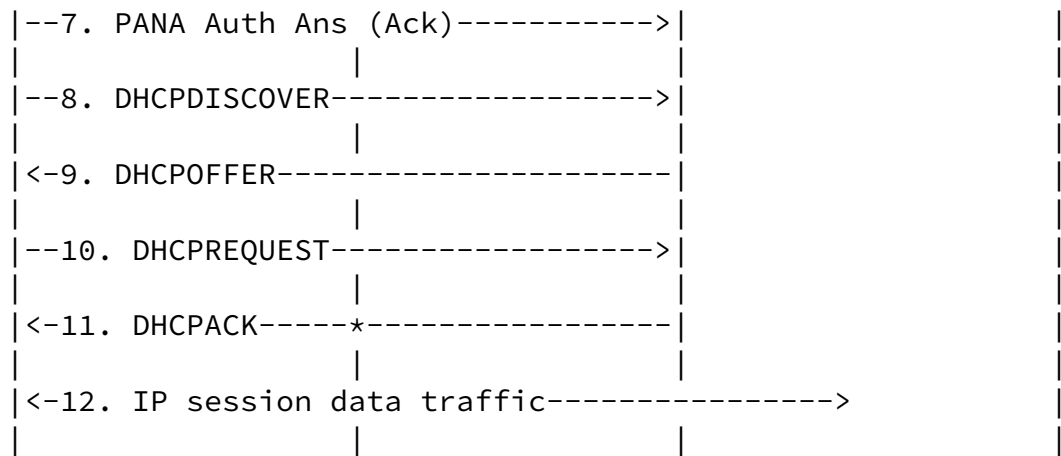 |--7. PANA Auth Ans (Ack)------------>|                    |
|                  |                 |                    |
|--8. DHCPDISCOVER------------------>|                    |
|                  |                 |                    |
|<-9. DHCPOFFER----------------------|                    |
|                  |                 |                    |
|--10. DHCPREQUEST------------------>|                    |
|                  |                 |                    |
|<-11. DHCPACK-----*-----------------|                    |
|                  |                 |                    |
|<-12. IP session data traffic---------------->           |
|                  |                 |                    |